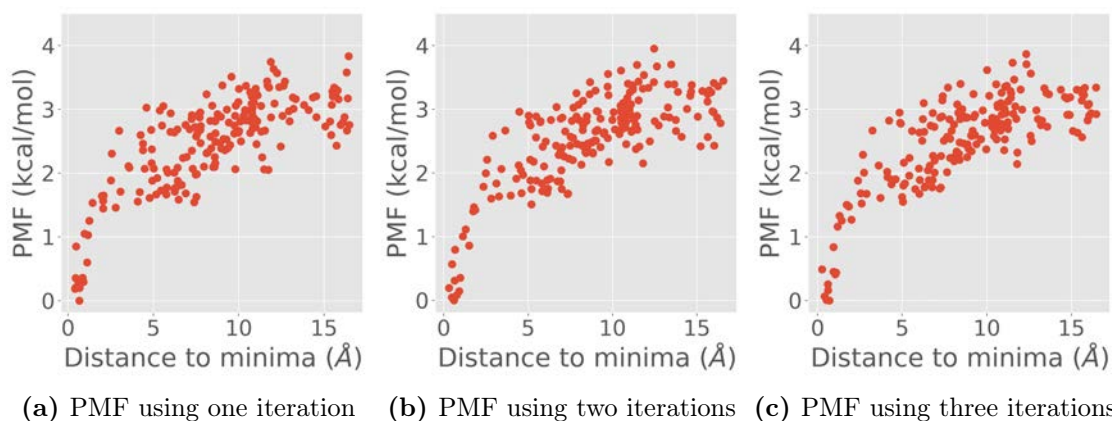 PMF (kcal/mol)
4
3
2
1
0
0 5 10 15
Distance to minima (Å)
(a) PMF using one iteration
PMF (kcal/mol)
4
3
2
1
0
0 5 10 15
Distance to minima (Å)
(b) PMF using two iterations
PMF (kcal/mol)
4
3
2
1
0
0 5 10 15
Distance to minima (Å)
(c) PMF using three iterations